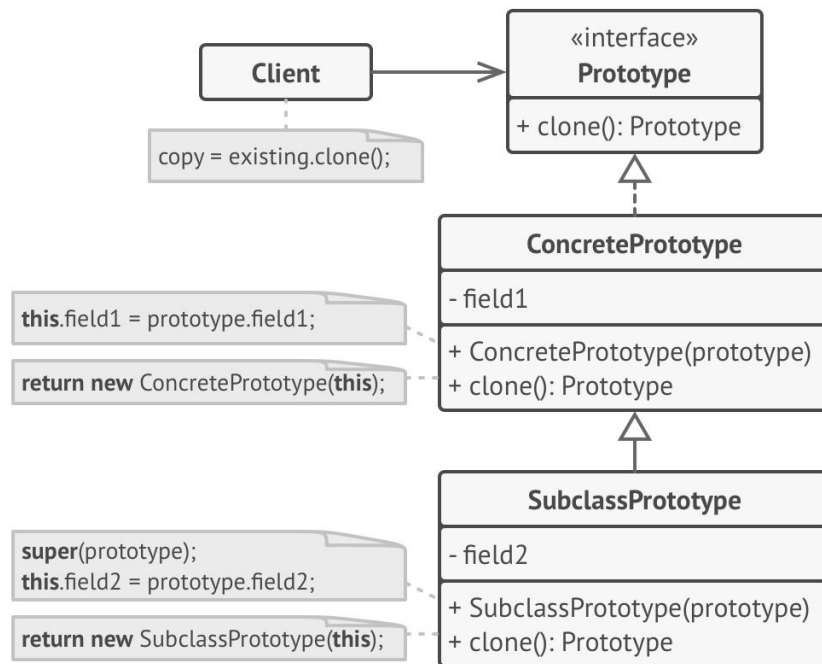 Client
«interface»
Prototype
+ clone(): Prototype
copy = existing.clone();
ConcretePrototype
- field1
+ ConcretePrototype(prototype)
+ clone(): Prototype
this.field1 = prototype.field1;
return new ConcretePrototype(this);
SubclassPrototype
- field2
+ SubclassPrototype(prototype)
+ clone(): Prototype
super(prototype);
this.field2 = prototype.field2;
return new SubclassPrototype(this);